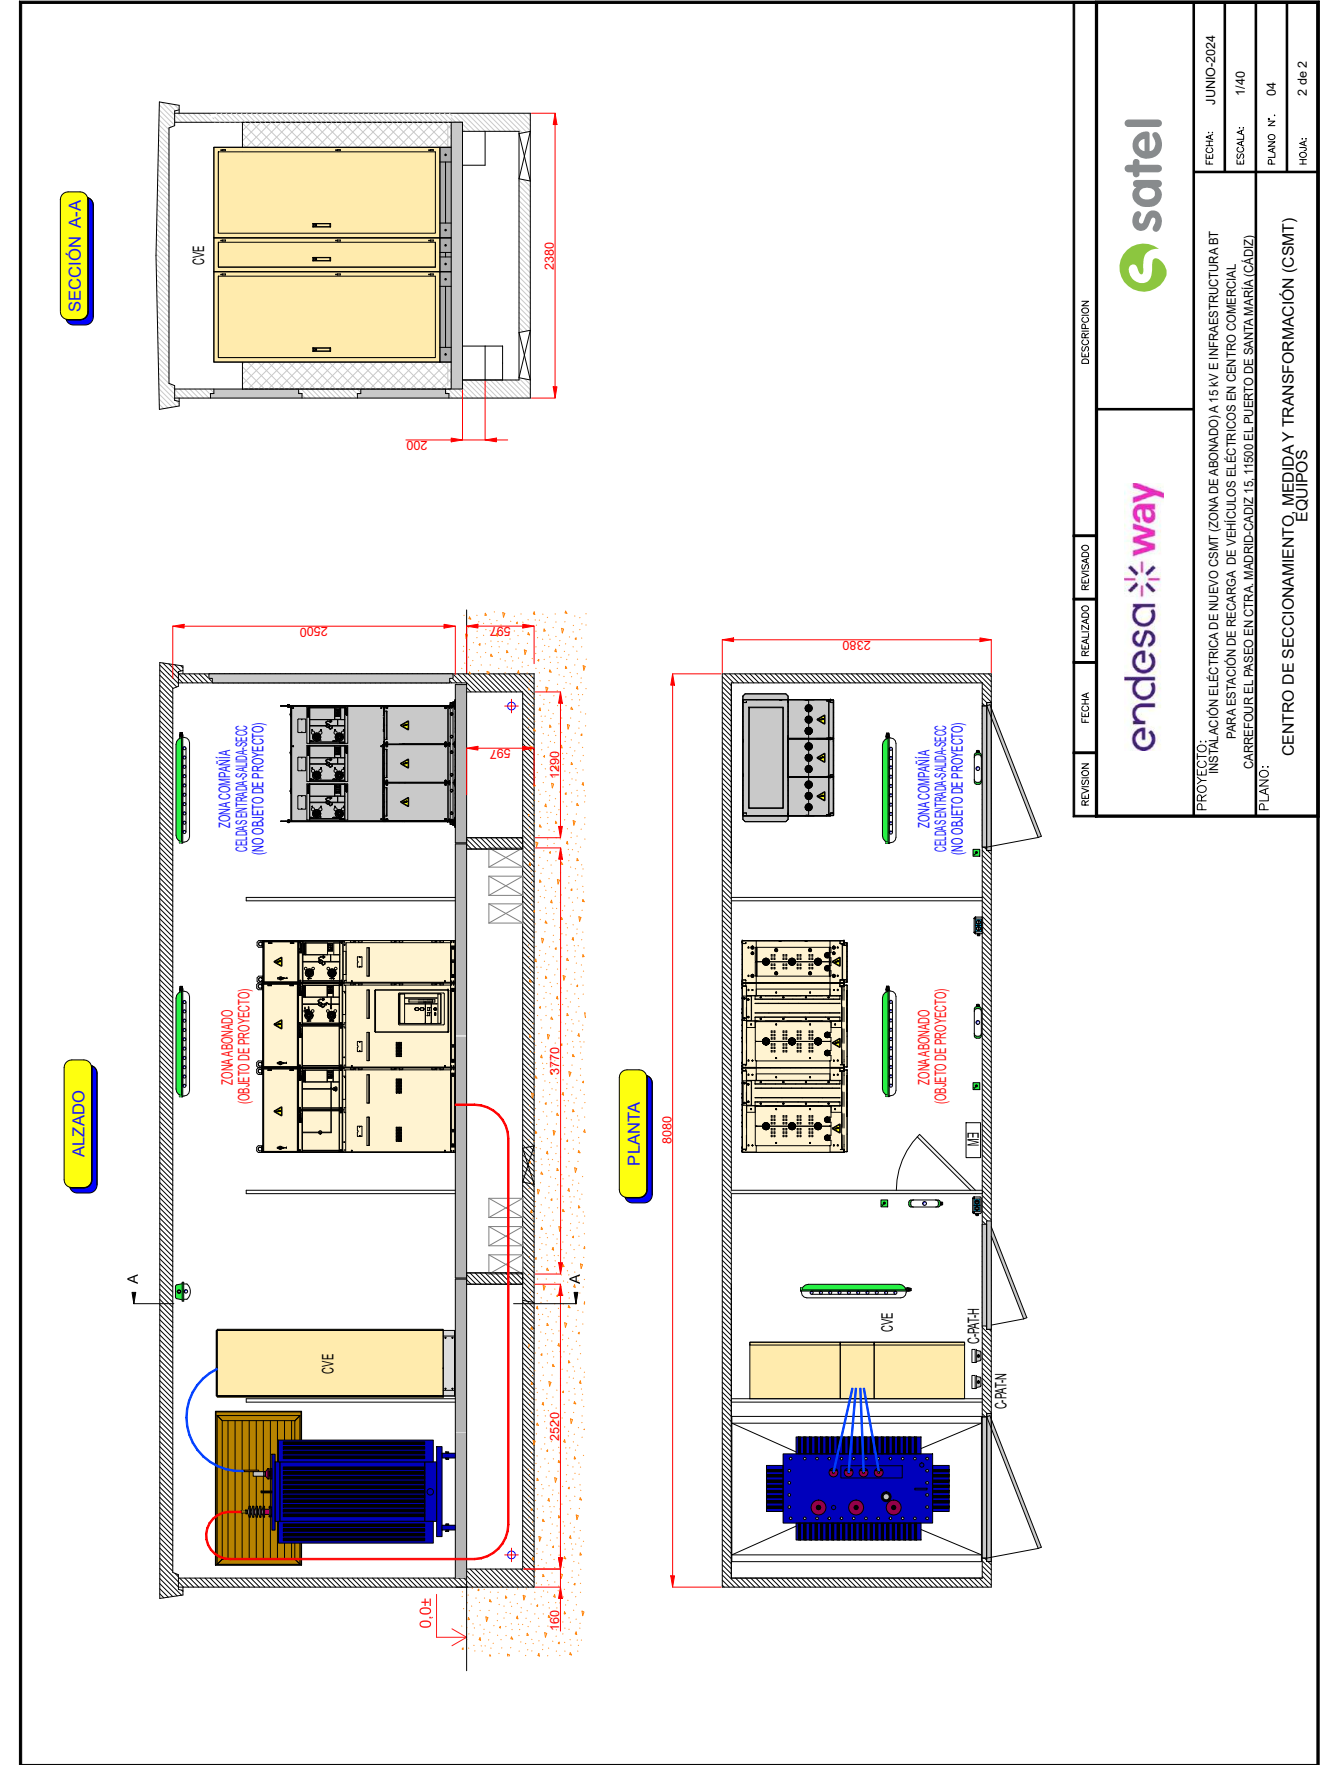 SECCIÓN A-A
CVE
2380
200
ALZADO
2500
597
597
1290
3770
2520
160
0,0±
A
A
ZONA COMPAÑÍA
CELDAS ENTRADA-SALIDA-SECC
(NO OBJETO DE PROYECTO)
ZONA ABONADO
(OBJETO DE PROYECTO)
CVE
PLANTA
8080
2380
ZONA COMPAÑÍA
CELDAS ENTRADA-SALIDA-SECC
(NO OBJETO DE PROYECTO)
ZONA ABONADO
(OBJETO DE PROYECTO)
CVE
C-PAT-H
C-PAT-N
REVISION
FECHA
REALIZADO
REVISADO
DESCRIPCION
endesa way
satel
PROYECTO:
INSTALACIÓN ELÉCTRICA DE NUEVO CSMT (ZONA DE ABONADO) A 15 kV E INFRAESTRUCTURA BT
PARA ESTACIÓN DE RECARGA DE VEHÍCULOS ELÉCTRICOS EN CENTRO COMERCIAL
CARREFOUR EL PASEO EN CTRA. MADRID-CADIZ 15, 11500 EL PUERTO DE SANTA MARÍA (CÁDIZ)
PLANO:
CENTRO DE SECCIONAMIENTO, MEDIDA Y TRANSFORMACIÓN (CSMT)
EQUIPOS
FECHA: JUNIO-2024
ESCALA: 1/40
PLANO Nº. 04
HOJA: 2 de 2